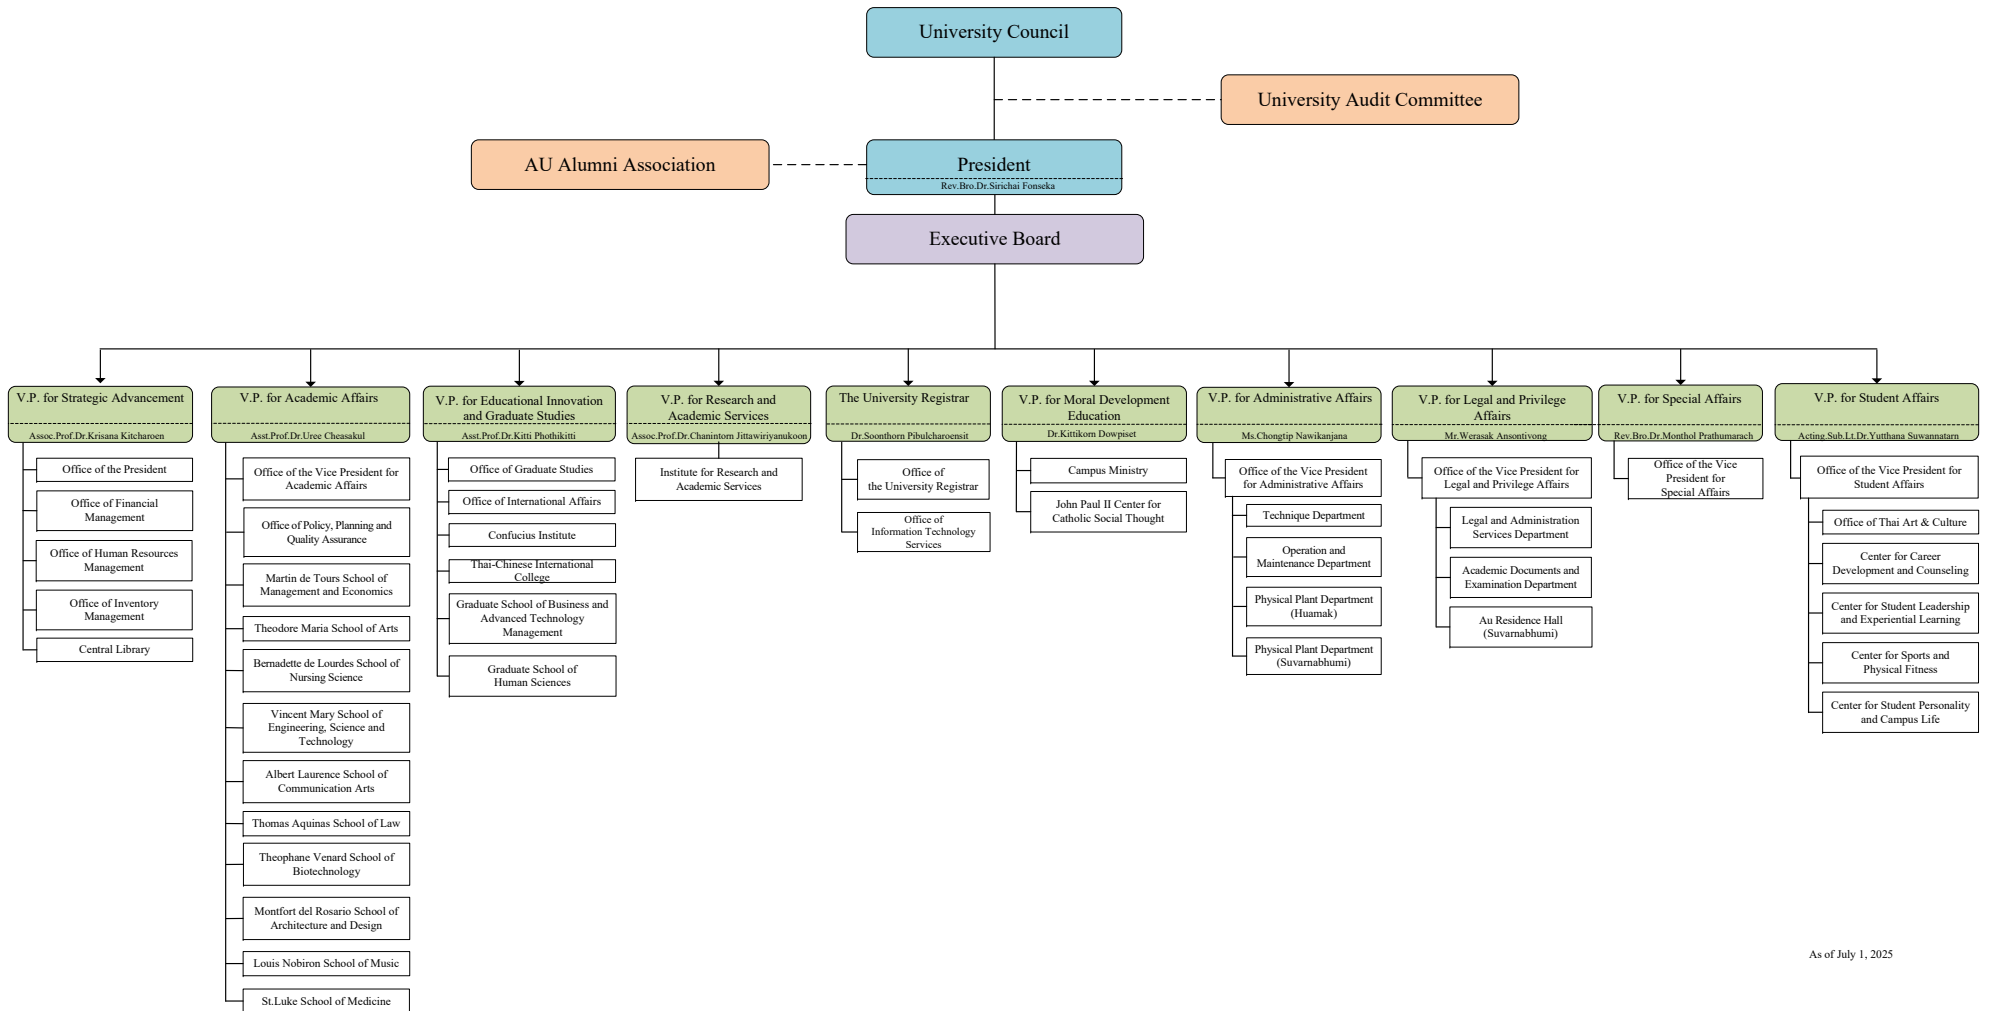 University Council
University Audit Committee
AU Alumni Association
President
Rev.Bro.Dr.Sirichai Fonseka
Executive Board
V.P. for Strategic Advancement
Assoc.Prof.Dr.Krisana Kitcharoen
Office of the President
Office of Financial
Management
Office of Human Resources
Management
Office of Inventory
Management
Central Library
V.P. for Academic Affairs
Asst.Prof.Dr.Uree Cheasakul
Office of the Vice President for
Academic Affairs
Office of Policy, Planning and
Quality Assurance
Martin de Tours School of
Management and Economics
Theodore Maria School of Arts
Bernadette de Lourdes School of
Nursing Science
Vincent Mary School of
Engineering, Science and
Technology
Albert Laurence School of
Communication Arts
Thomas Aquinas School of Law
Theophane Venard School of
Biotechnology
Montfort del Rosario School of
Architecture and Design
Louis Nobiron School of Music
St.Luke School of Medicine
V.P. for Educational Innovation
and Graduate Studies
Asst.Prof.Dr.Kitti Phothikitti
Office of Graduate Studies
Office of International Affairs
Confucius Institute
Thai-Chinese International
College
Graduate School of Business and
Advanced Technology
Management
Graduate School of
Human Sciences
V.P. for Research and
Academic Services
Assoc.Prof.Dr.Chanintorn Jittawiriyanukoon
Institute for Research and
Academic Services
The University Registrar
Dr.Soonthorn Pibulcharoensit
Office of
the University Registrar
Office of
Information Technology
Services
V.P. for Moral Development
Education
Dr.Kittikorn Dowpiset
Campus Ministry
John Paul II Center for
Catholic Social Thought
V.P. for Administrative Affairs
Ms.Chongtip Nawikanjana
Office of the Vice President
for Administrative Affairs
Technique Department
Operation and
Maintenance Department
Physical Plant Department
(Huamak)
Physical Plant Department
(Suvarnabhumi)
V.P. for Legal and Privilege
Affairs
Mr.Werasak Ansontivong
Office of the Vice President for
Legal and Privilege Affairs
Legal and Administration
Services Department
Academic Documents and
Examination Department
Au Residence Hall
(Suvarnabhumi)
V.P. for Special Affairs
Rev.Bro.Dr.Monthol Prathumarach
Office of the Vice
President for
Special Affairs
V.P. for Student Affairs
Acting.Sub.Lt.Dr.Yutthana Suwannatarn
Office of the Vice President for
Student Affairs
Office of Thai Art & Culture
Center for Career
Development and Counseling
Center for Student Leadership
and Experiential Learning
Center for Sports and
Physical Fitness
Center for Student Personality
and Campus Life
As of July 1, 2025